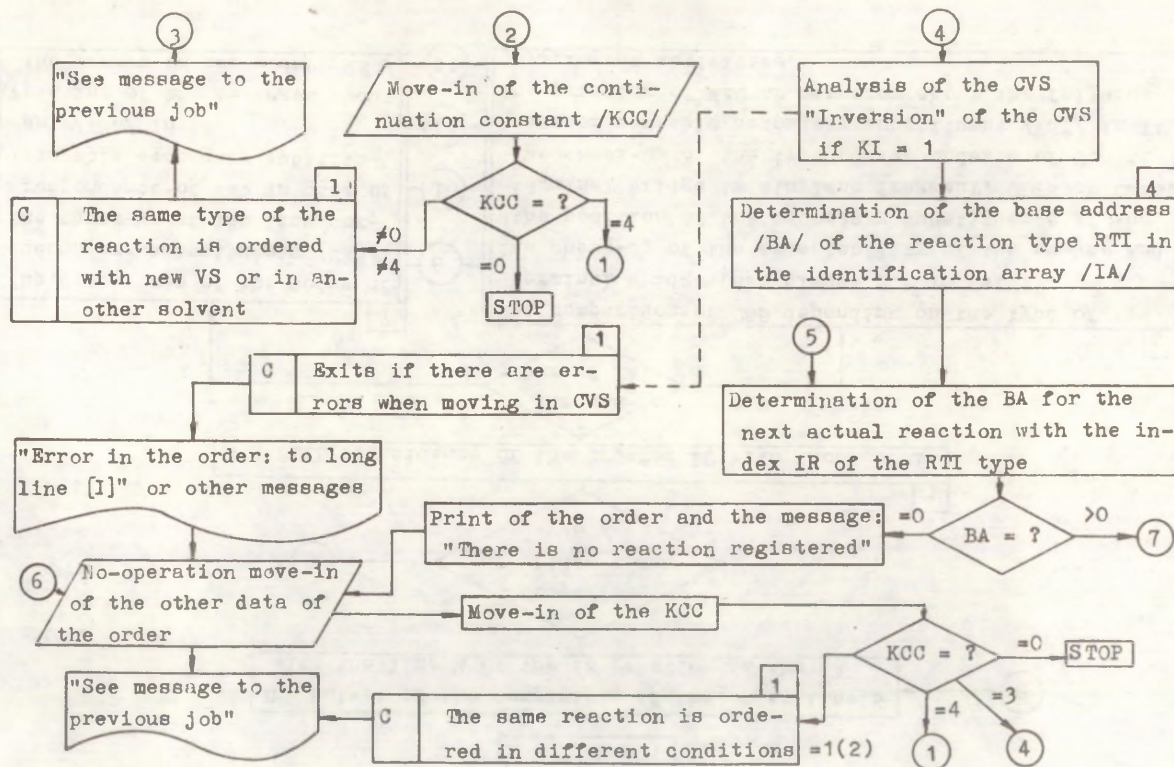 3
"See message to the
previous job"
1
C
The same type of the
reaction is ordered
with new VS or in an-
other solvent
≠0
≠4
2
Move-in of the conti-
nuation constant /KCC/
KCC = ?
=4
1
=0
STOP
4
Analysis of the CVS
"Inversion" of the CVS
if KI = 1
Determination of the base address
/BA/ of the reaction type RTI in
the identification array /IA/
1
C
Exits if there are er-
rors when moving in CVS
5
Determination of the BA for the
next actual reaction with the in-
dex IR of the RTI type
"Error in the order: to long
line [I]" or other messages
Print of the order and the message:
"There is no reaction registered"
=0
BA = ?
>0
7
6
No-operation move-in
of the other data of
the order
Move-in of the KCC
KCC = ?
=0
STOP
=3
4
=4
1
=1(2)
1
C
The same reaction is orde-
red in different conditions
"See message to the
previous job"